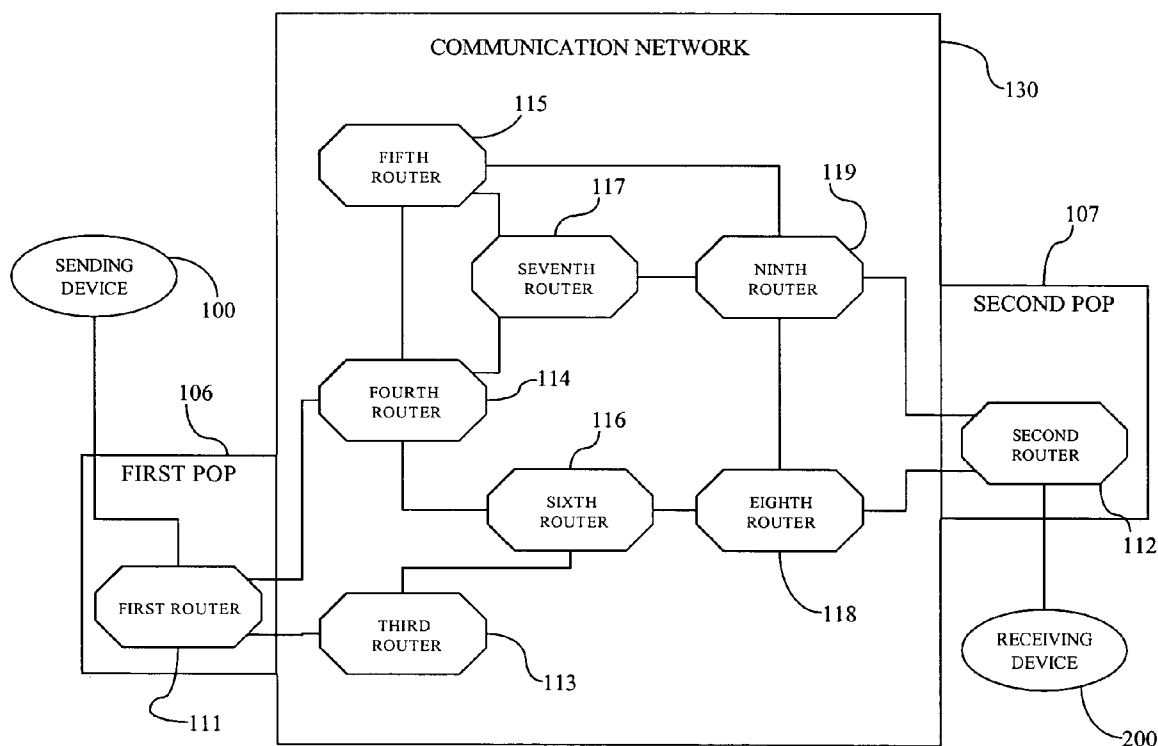 COMMUNICATION NETWORK
130
115
FIFTH
ROUTER
119
117
107
SENDING
DEVICE
100
SEVENTH
ROUTER
NINTH
ROUTER
SECOND POP
FOURTH
ROUTER
114
106
116
SECOND
ROUTER
FIRST POP
SIXTH
ROUTER
EIGHTH
ROUTER
112
FIRST ROUTER
THIRD
ROUTER
118
RECEIVING
DEVICE
113
111
200